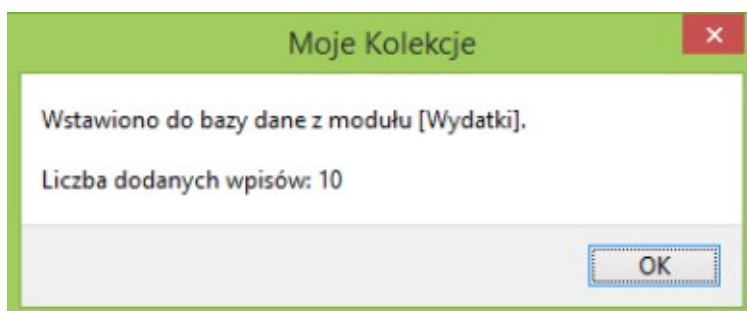 Moje Kolekcje
Wstawiono do bazy dane z modułu [Wydatki].
Liczba dodanych wpisów: 10
OK